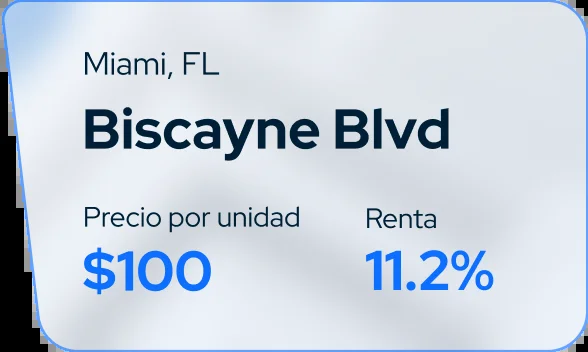 Miami, FL
Biscayne Blvd
Precio por unidad Renta
$100 11.2%